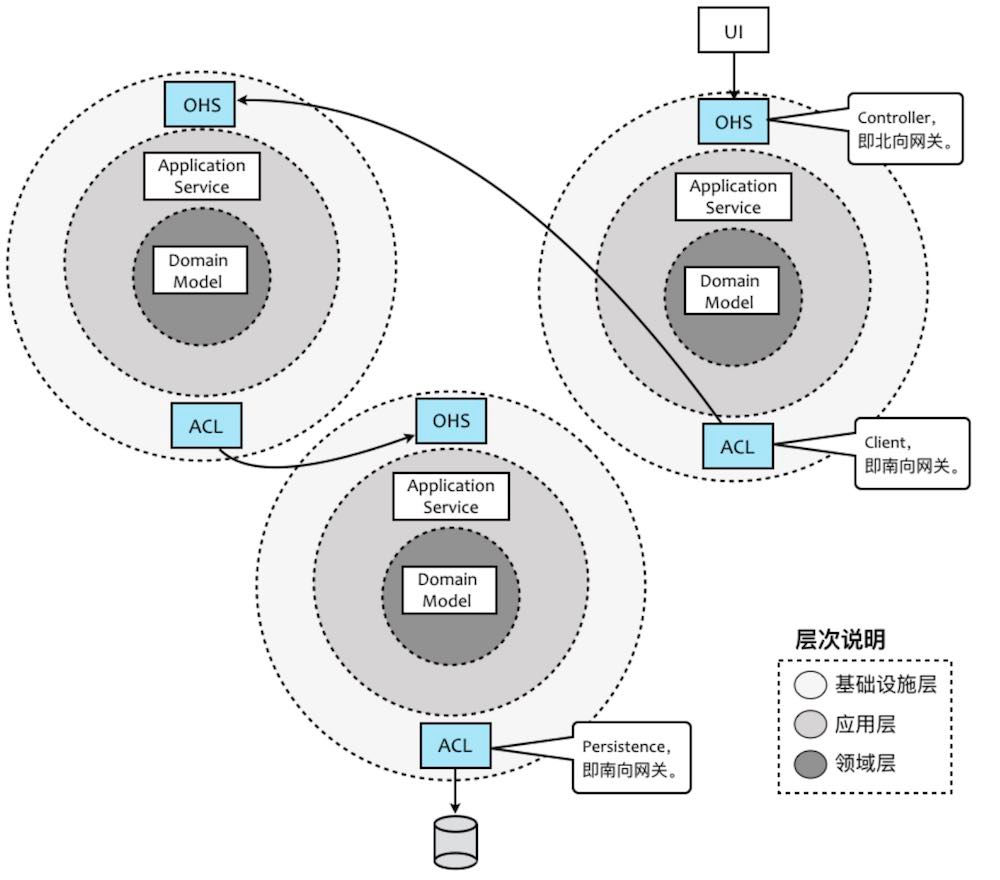 UI
OHS
Controller，
即北向网关。
Application
Service
Domain
Model
ACL
Client，
即南向网关。
OHS
Application
Service
Domain
Model
ACL
OHS
Application
Service
Domain
Model
ACL
Persistence，
即南向网关。
层次说明
基础设施层
应用层
领域层